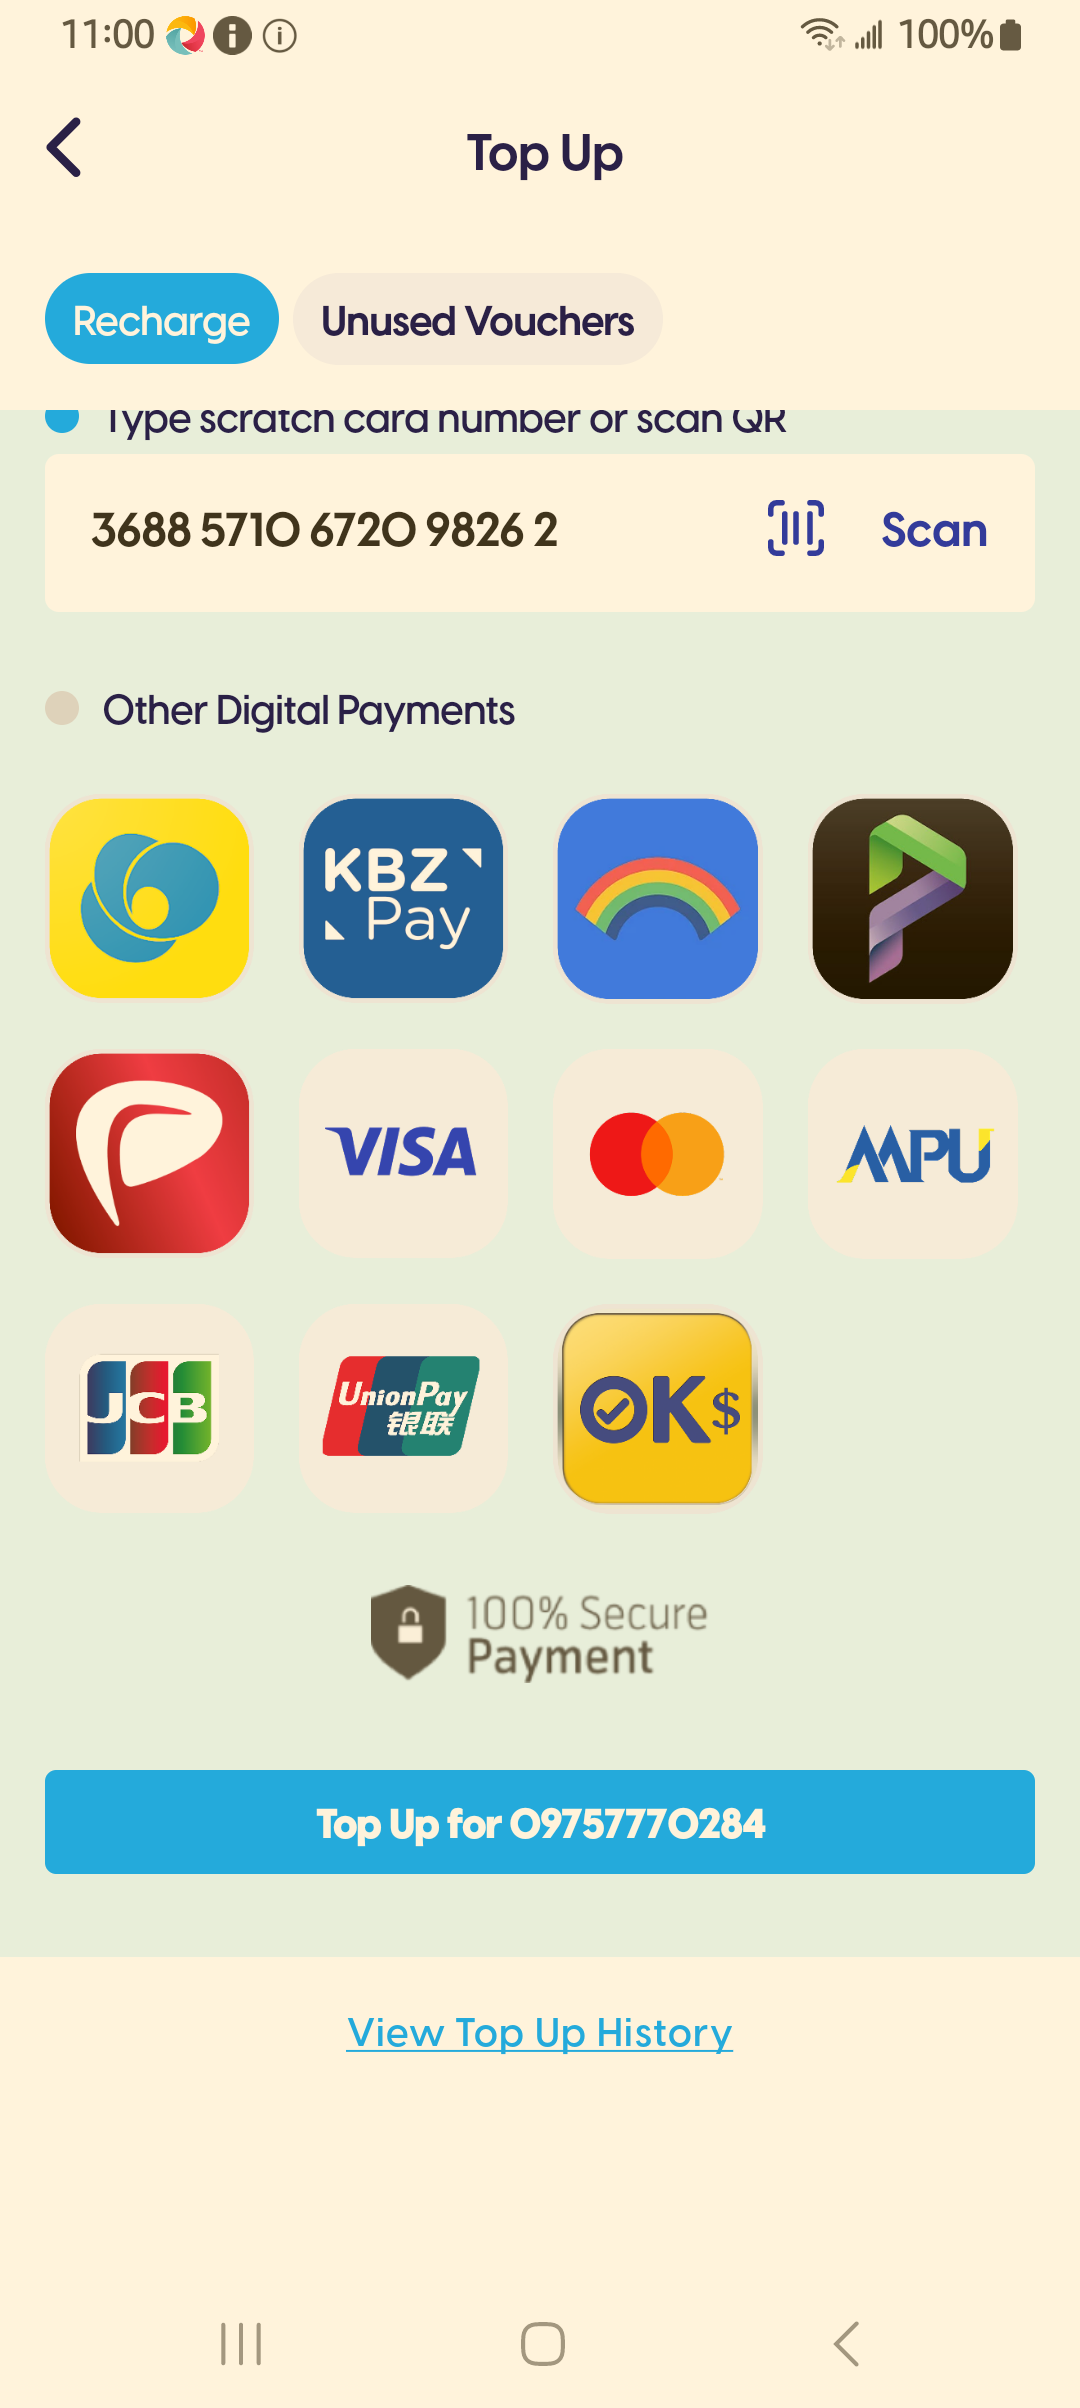 11:00
100%
Top Up
Recharge
Unused Vouchers
Type scratch card number or scan QR
3688 5710 6720 9826 2
Scan
Other Digital Payments
KBZ
Pay
VISA
MPU
JCB
UnionPay
银联
OK$
100% Secure
Payment
Top Up for 09757770284
View Top Up History